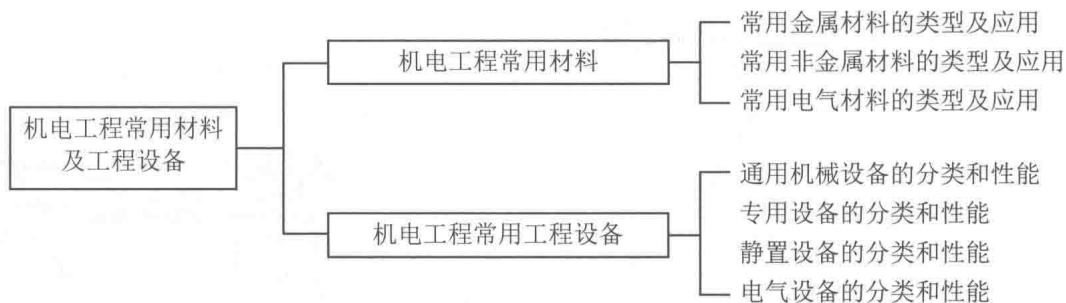 机电工程常用材料
及工程设备
机电工程常用材料
常用金属材料的类型及应用
常用非金属材料的类型及应用
常用电气材料的类型及应用
机电工程常用工程设备
通用机械设备的分类和性能
专用设备的分类和性能
静置设备的分类和性能
电气设备的分类和性能